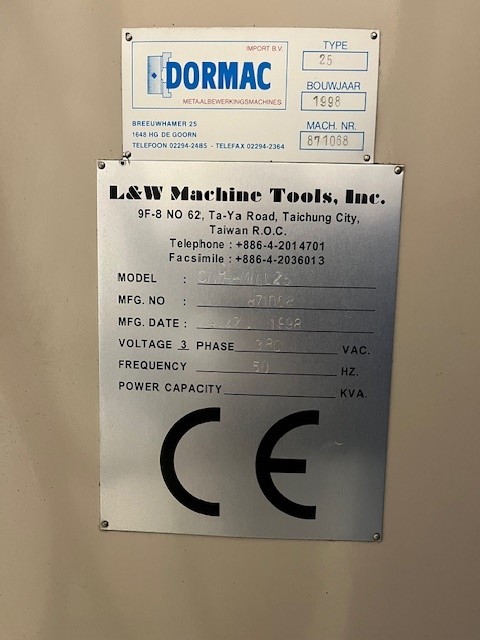 IMPORT B.V.
DORMAC
METAALBEWERKINGSMACHINES
BREEUWHAMER 25
1648 HG DE GOORN
TELEFOON 02294-2485 - TELEFAX 02294-2364
TYPE
25
BOUWJAAR
1998
MACH. NR.
871068
L&W Machine Tools, Inc.
9F-8 NO 62, Ta-Ya Road, Taichung City,
Taiwan R.O.C.
Telephone : +886-4-2014701
Facsimile : +886-4-2036013
MODEL :
MFG. NO :
MFG. DATE : 1998
VOLTAGE 3 PHASE 380 VAC.
FREQUENCY 50 HZ.
POWER CAPACITY KVA.
CE